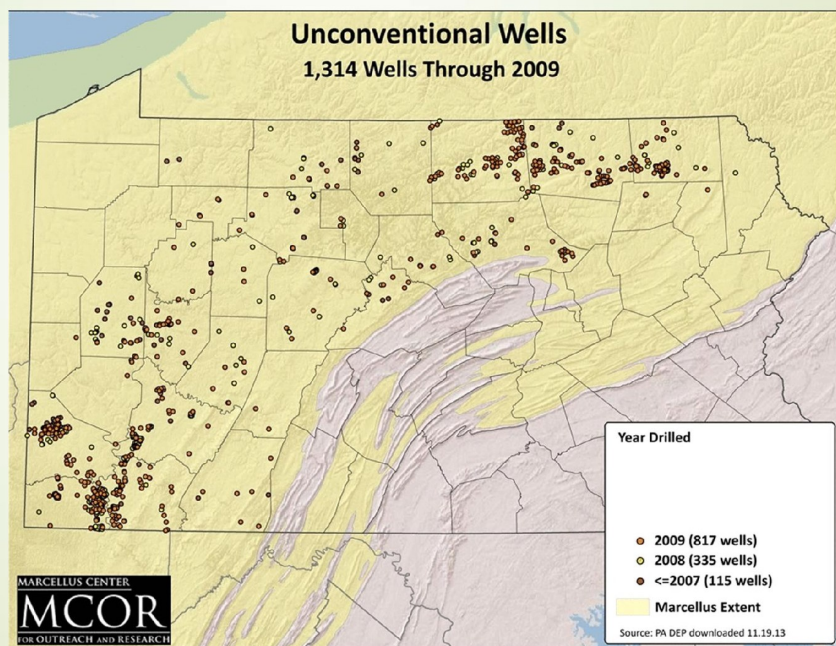 Unconventional Wells
1,314 Wells Through 2009
Year Drilled
2009 (817 wells)
2008 (335 wells)
<=2007 (115 wells)
Marcellus Extent
Source: PA DEP downloaded 11.19.13
MARCELLUS CENTER
MCOR
FOR OUTREACH AND RESEARCH